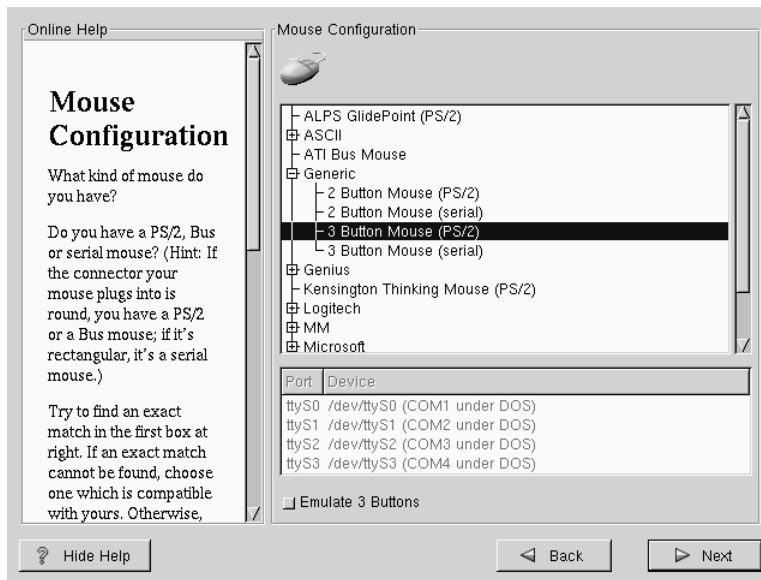 Online Help
Mouse
Configuration
What kind of mouse do
you have?
Do you have a PS/2, Bus
or serial mouse? (Hint: If
the connector your
mouse plugs into is
round, you have a PS/2
or a Bus mouse; if it's
rectangular, it's a serial
mouse.)
Try to find an exact
match in the first box at
right. If an exact match
cannot be found, choose
one which is compatible
with yours. Otherwise,
Mouse Configuration
ALPS GlidePoint (PS/2)
ASCII
ATI Bus Mouse
Generic
2 Button Mouse (PS/2)
2 Button Mouse (serial)
3 Button Mouse (PS/2)
3 Button Mouse (serial)
Genius
Kensington Thinking Mouse (PS/2)
Logitech
MM
Microsoft
Port Device
ttyS0 /dev/ttyS0 (COM1 under DOS)
ttyS1 /dev/ttyS1 (COM2 under DOS)
ttyS2 /dev/ttyS2 (COM3 under DOS)
ttyS3 /dev/ttyS3 (COM4 under DOS)
Emulate 3 Buttons
? Hide Help
Back
Next